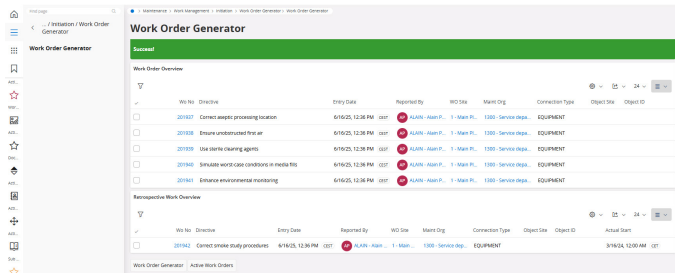 Find page
Maintenance › Work Management › Initiation › Work Order Generator › Work Order Generator
... / Initiation / Work Order Generator
Work Order Generator
Work Order Generator
Success!
Work Order Overview
24
Wo No Directive Entry Date Reported By WO Site Maint Org Connection Type Object Site Object ID
201937 Correct aseptic processing location 6/16/25, 12:36 PM CEST AP ALAIN - Alain P... 1 - Main Pl... 1300 - Service depa... EQUIPMENT
201938 Ensure unobstructed first air 6/16/25, 12:36 PM CEST AP ALAIN - Alain P... 1 - Main Pl... 1300 - Service depa... EQUIPMENT
201939 Use sterile cleaning agents 6/16/25, 12:36 PM CEST AP ALAIN - Alain P... 1 - Main Pl... 1300 - Service depa... EQUIPMENT
201940 Simulate worst-case conditions in media fills 6/16/25, 12:36 PM CEST AP ALAIN - Alain P... 1 - Main Pl... 1300 - Service depa... EQUIPMENT
201941 Enhance environmental monitoring 6/16/25, 12:36 PM CEST AP ALAIN - Alain P... 1 - Main Pl... 1300 - Service depa... EQUIPMENT
Retrospective Work Overview
24
Wo No Directive Entry Date Reported By WO Site Maint Org Connection Type Object Site Object ID Actual Start
201942 Correct smoke study procedures 6/16/25, 12:36 PM CEST AP ALAIN - Alain ... 1 - Main ... 1300 - Service dep... EQUIPMENT 3/16/24, 12:00 AM CET
Work Order Generator Active Work Orders
Acti...
Wor...
Acti...
Doc...
Acti...
Acti...
Acti...
Sub...